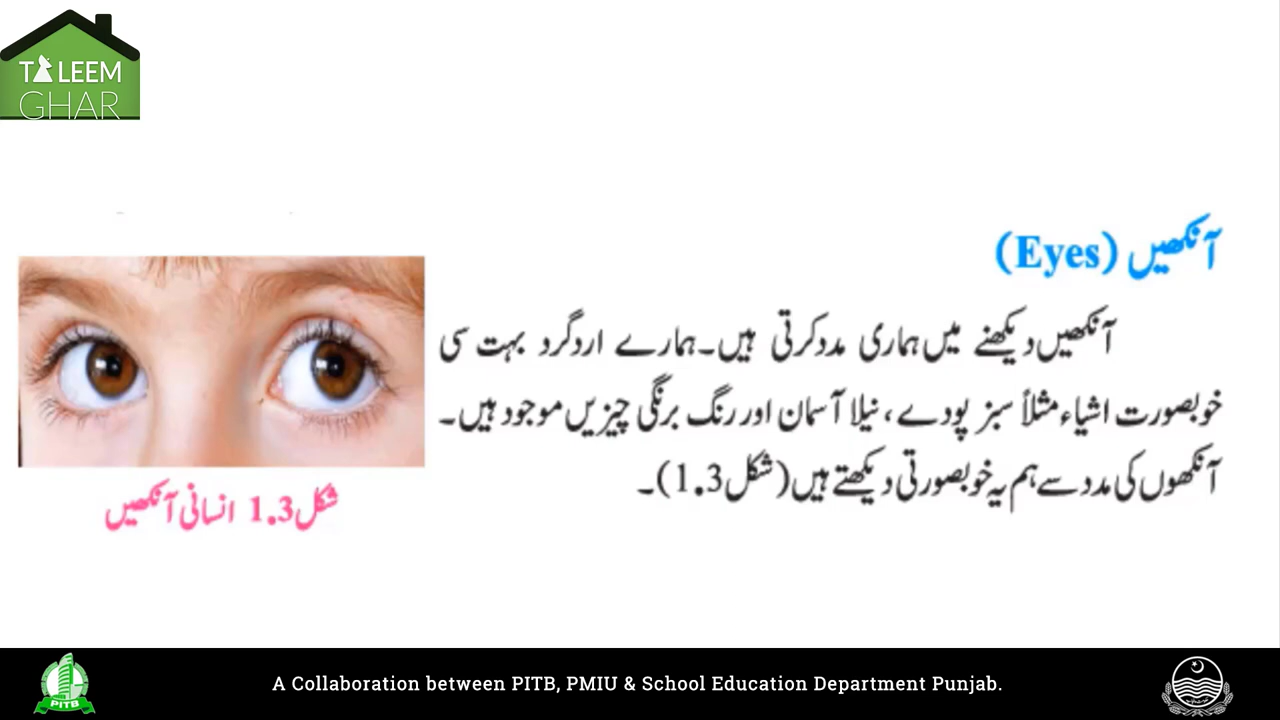 TALEEM
GHAR
آنکھیں (Eyes)
آنکھیں دیکھنے میں ہماری مدد کرتی ہیں۔ ہمارے اردگرد بہت سی
خوبصورت اشیاء مثلاً سبز پودے، نیلا آسمان اور رنگ برنگی چیزیں موجود ہیں۔
آنکھوں کی مدد سے ہم یہ خوبصورتی دیکھتے ہیں (شکل 1.3)۔
شکل 1.3 انسانی آنکھیں
PITB
A Collaboration between PITB, PMIU & School Education Department Punjab.